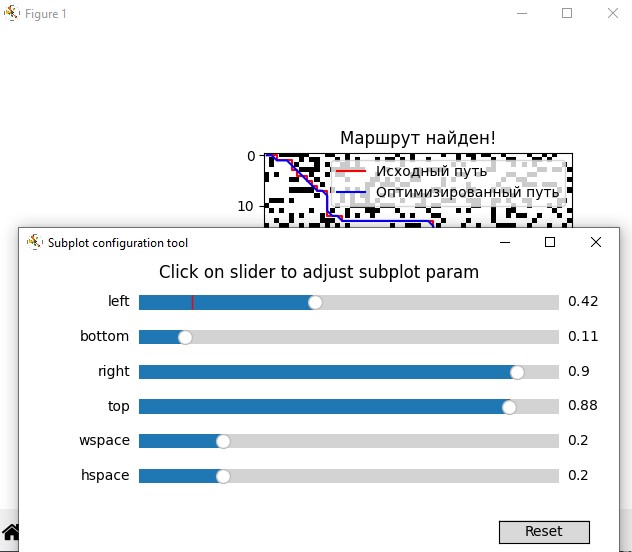 Figure 1
Маршрут найден!
0
Исходный путь
Оптимизированный путь
10
Subplot configuration tool
Click on slider to adjust subplot param
left 0.42
bottom 0.11
right 0.9
top 0.88
wspace 0.2
hspace 0.2
Reset